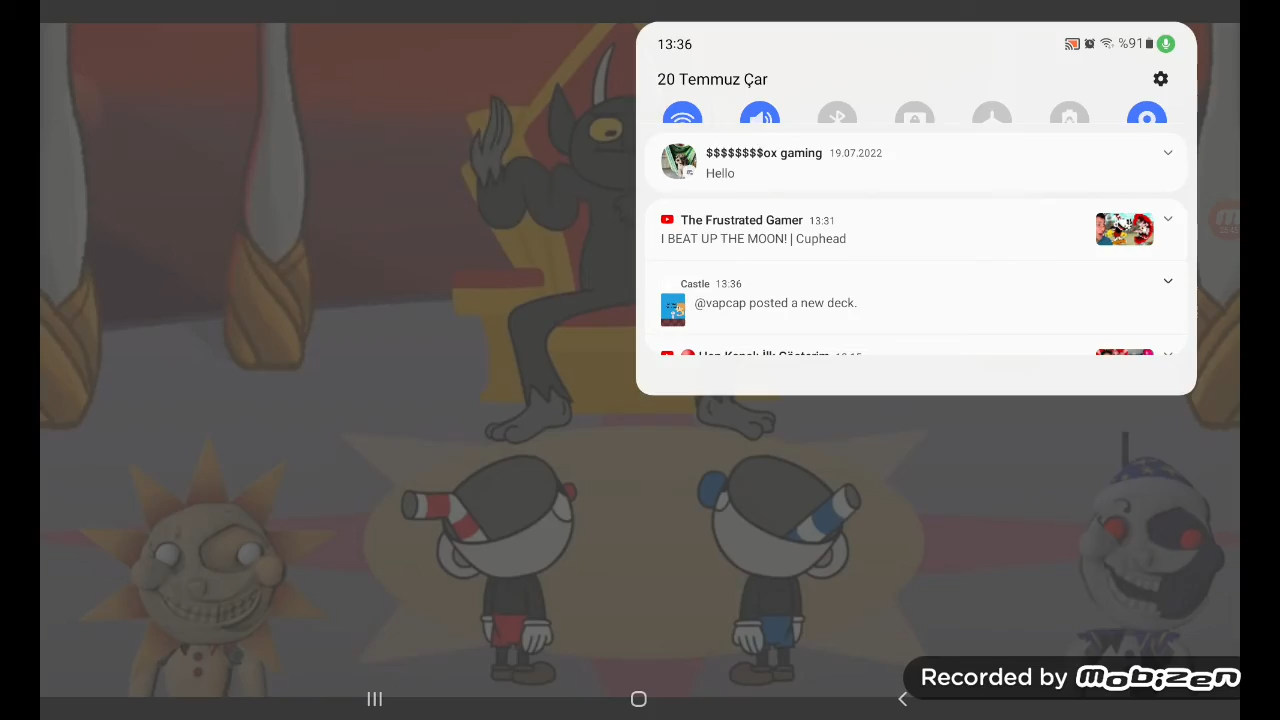 13:36
%91
20 Temmuz Çar
$$$$$$$$ox gaming 19.07.2022
Hello
The Frustrated Gamer 13:31
I BEAT UP THE MOON! | Cuphead
Castle 13:36
@vapcap posted a new deck.
Recorded by mobizen